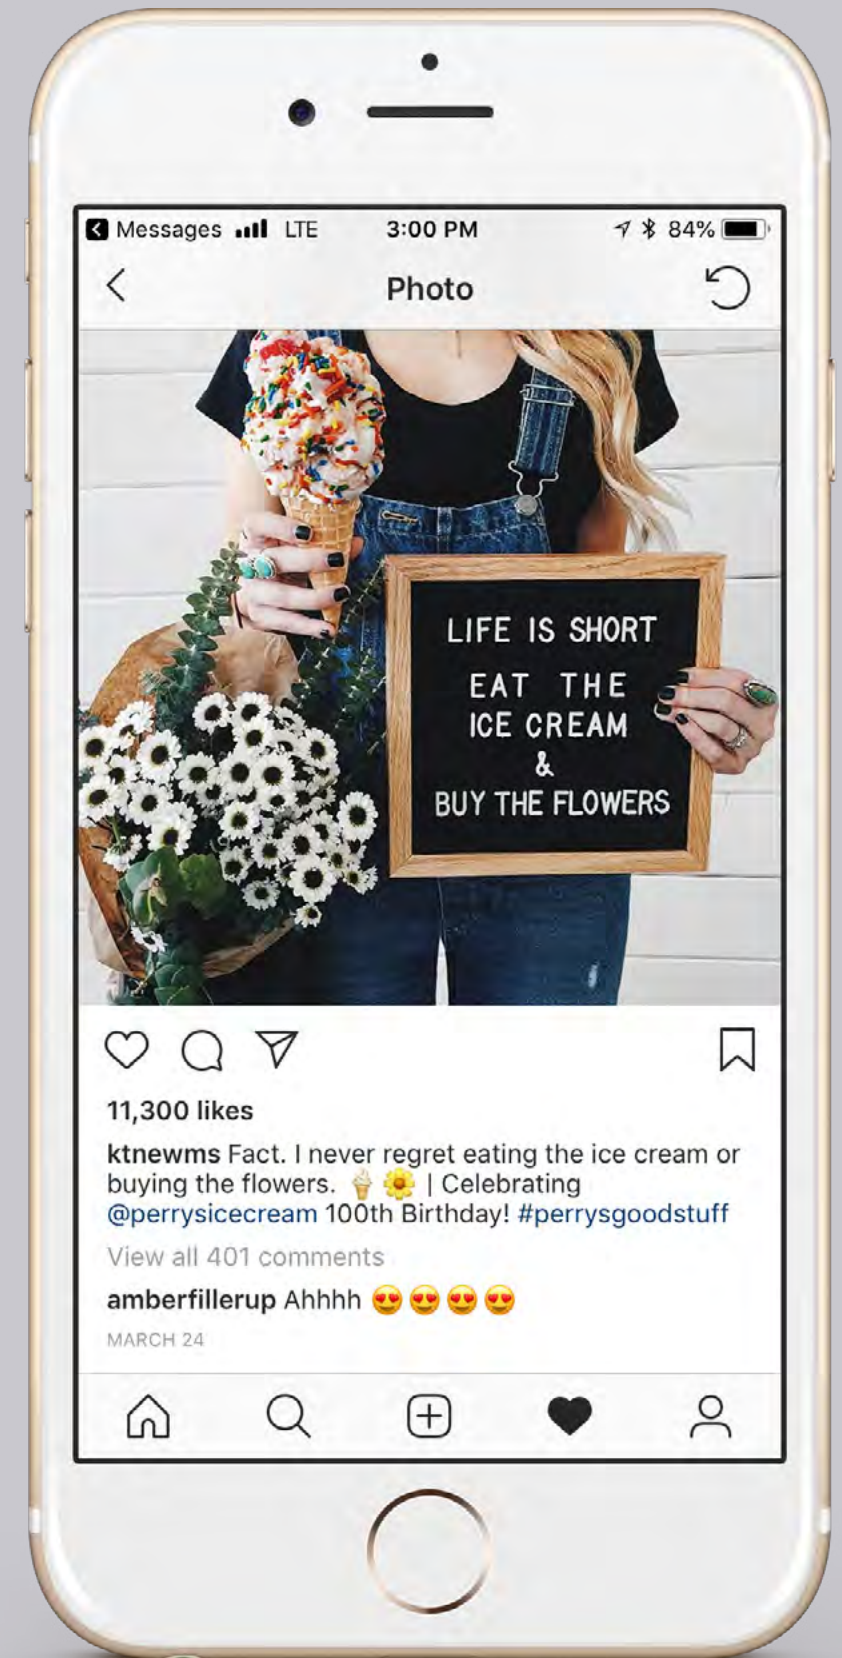 Messages LTE 3:00 PM 84%
Photo
LIFE IS SHORT
EAT THE
ICE CREAM
&
BUY THE FLOWERS
11,300 likes
ktnewms Fact. I never regret eating the ice cream or
buying the flowers. 🍦 🌼 | Celebrating
@perrysicecream 100th Birthday! #perrysgoodstuff
View all 401 comments
amberfillerup Ahhhh 😍 😍 😍 😍
MARCH 24